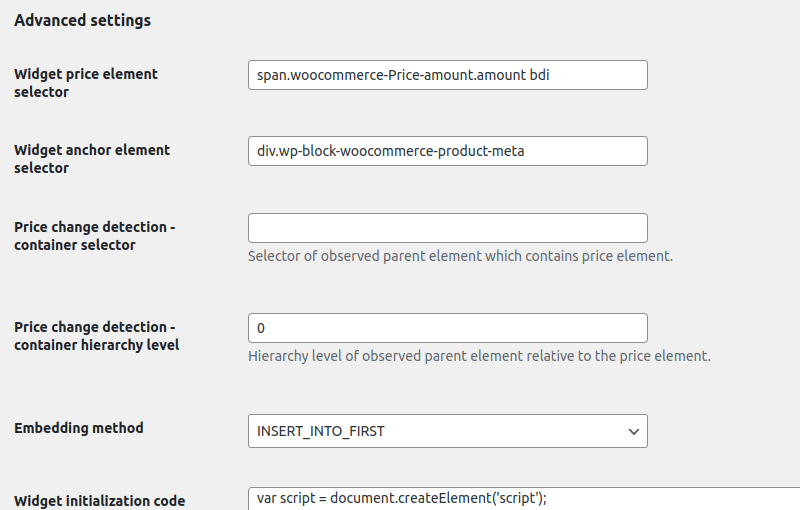 Advanced settings
Widget price element
selector
span.woocommerce-Price-amount.amount bdi
Widget anchor element
selector
div.wp-block-woocommerce-product-meta
Price change detection -
container selector
Selector of observed parent element which contains price element.
Price change detection -
container hierarchy level
0
Hierarchy level of observed parent element relative to the price element.
Embedding method
INSERT_INTO_FIRST
Widget initialization code
var script = document.createElement('script');